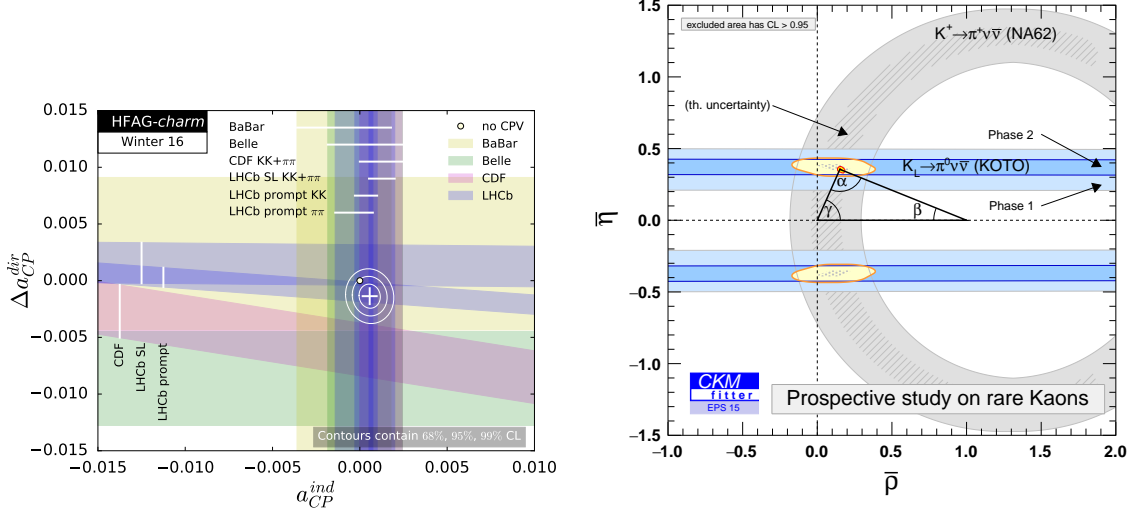 0.015
0.010
0.005
0.000
−0.005
−0.010
−0.015
Δa_CP^dir
HFAG-charm
Winter 16
BaBar
Belle
CDF KK+ππ
LHCb SL KK+ππ
LHCb prompt KK
LHCb prompt ππ
no CPV
BaBar
Belle
CDF
LHCb
CDF
LHCb SL
LHCb prompt
Contours contain 68%, 95%, 99% CL
−0.015 −0.010 −0.005 0.000 0.005 0.010
a_CP^ind
excluded area has CL > 0.95
K⁺→π⁺νν̅ (NA62)
(th. uncertainty)
Phase 2
K_L→π⁰νν̅ (KOTO)
Phase 1
α
γ
β
1.5
1.0
0.5
0.0
−0.5
−1.0
−1.5
η̅
CKM
fitter
EPS 15
Prospective study on rare Kaons
−1.0 −0.5 0.0 0.5 1.0 1.5 2.0
ρ̅